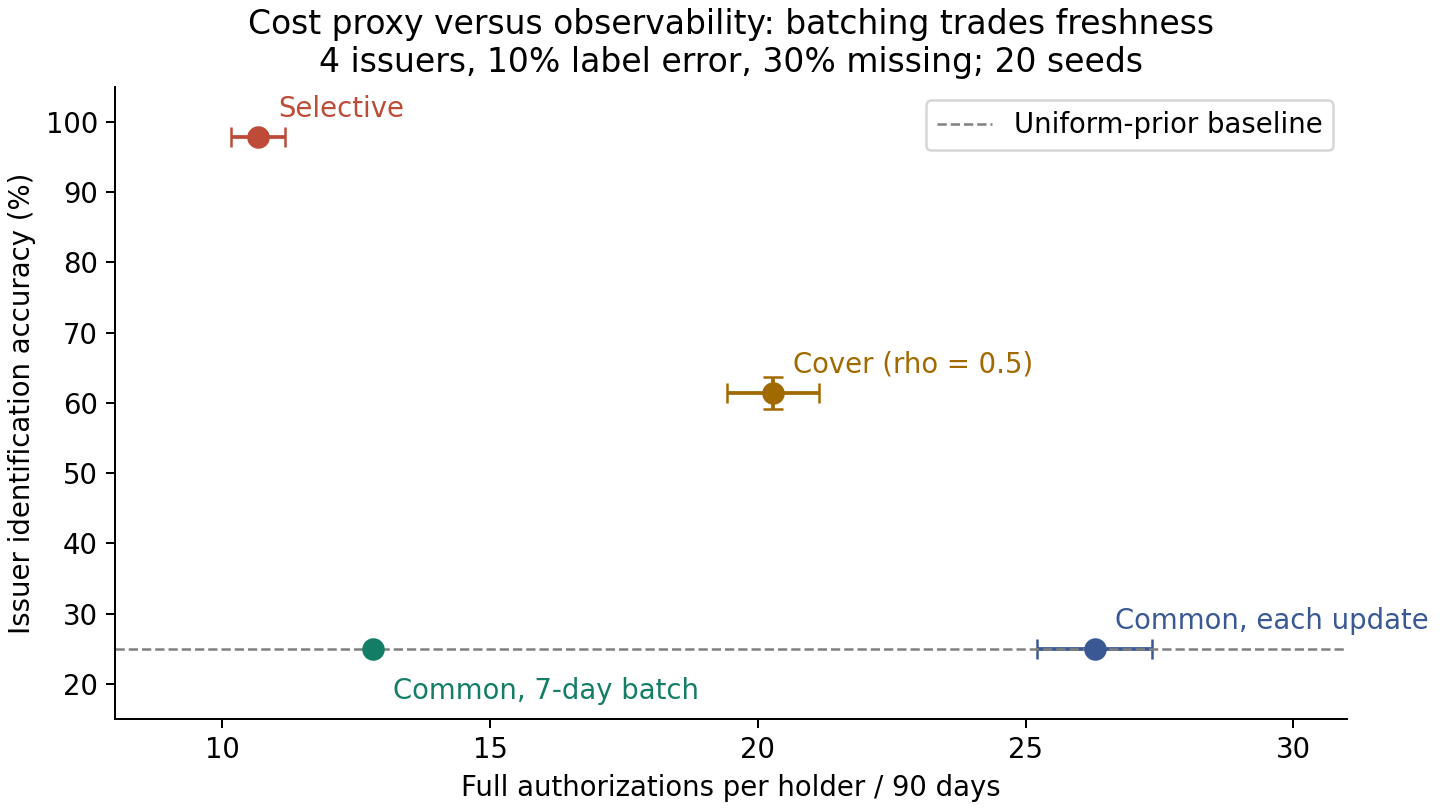 Cost proxy versus observability: batching trades freshness
4 issuers, 10% label error, 30% missing; 20 seeds
Selective
Uniform-prior baseline
Cover (rho = 0.5)
Common, each update
Common, 7-day batch
Issuer identification accuracy (%)
100
90
80
70
60
50
40
30
20
10
15
20
25
30
Full authorizations per holder / 90 days